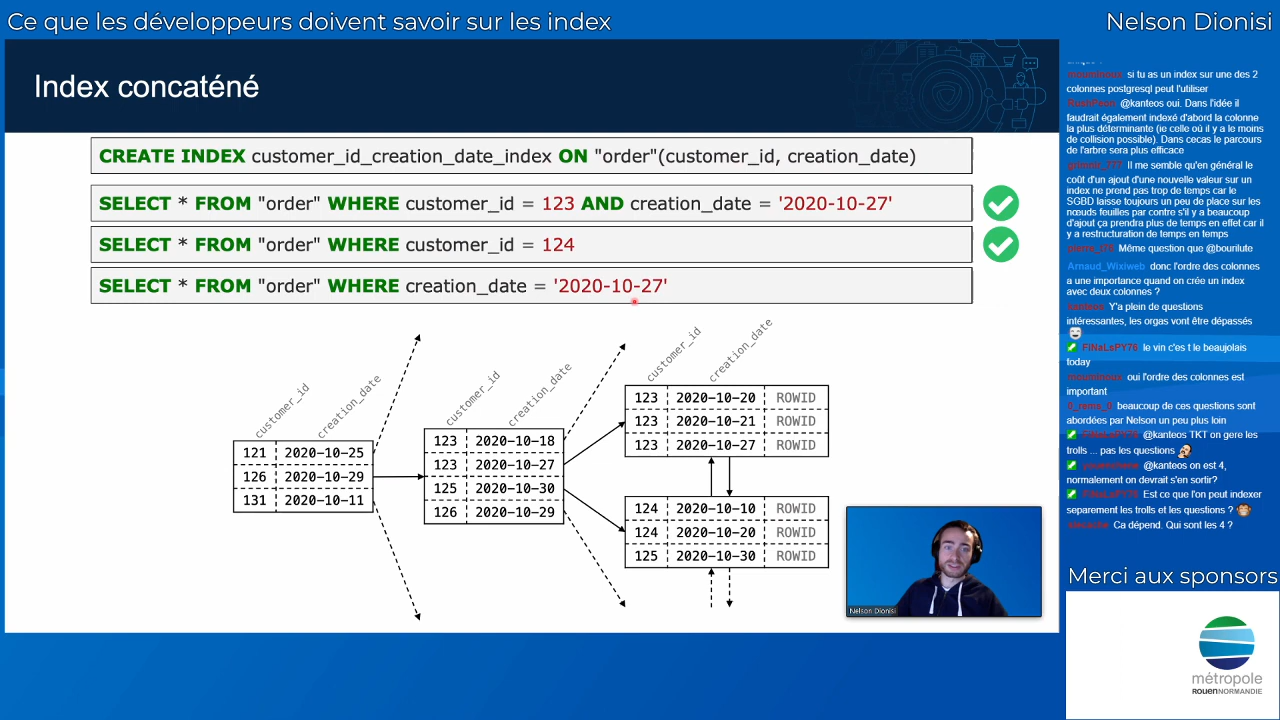 Ce que les développeurs doivent savoir sur les index
Nelson Dionisi
Index concaténé
CREATE INDEX customer_id_creation_date_index ON "order"(customer_id, creation_date)
SELECT * FROM "order" WHERE customer_id = 123 AND creation_date = '2020-10-27'
SELECT * FROM "order" WHERE customer_id = 124
SELECT * FROM "order" WHERE creation_date = '2020-10-27'
customer_id
creation_date
121 2020-10-25
126 2020-10-29
131 2020-10-11
customer_id
creation_date
123 2020-10-18
123 2020-10-27
125 2020-10-30
126 2020-10-29
customer_id
creation_date
123 2020-10-20 ROWID
123 2020-10-21 ROWID
123 2020-10-27 ROWID
124 2020-10-10 ROWID
124 2020-10-20 ROWID
125 2020-10-30 ROWID
Nelson Dionisi
si tu as un index sur une des 2
colonnes postgresql peut l'utiliser
RushPson @kanteos oui. Dans l'idée il
faudrait également indexé d'abord la colonne
la plus déterminante (ie celle où il y a le moins
de collision possible). Dans cecas le parcours
de l'arbre sera plus efficace
Il me semble qu'en général le
coût d'un ajout d'une nouvelle valeur sur un
index ne prend pas trop de temps car le
SGBD laisse toujours un peu de place sur les
nœuds feuilles par contre s'il y a beaucoup
d'ajout ça prendra plus de temps en effet car il
y a restructuration de temps en temps
Même question que @bourilute
Arnaud_Wixiweb donc l'ordre des colonnes
a une importance quand on crée un index
avec deux colonnes ?
kanteos Y'a plein de questions
intéressantes, les orgas vont être dépassés
FiNaLsPY76 le vin c'es t le beaujolais
today
oui l'ordre des colonnes est
important
0_rems_0 beaucoup de ces questions sont
abordées par Nelson un peu plus loin
FiNaLsPY76 @kanteos TKT on gere les
trolls ... pas les questions
@kanteos on est 4,
normalement on devrait s'en sortir?
FiNaLsPY76 Est ce que l'on peut indexer
separement les trolls et les questions ?
Ca dépend. Qui sont les 4 ?
Merci aux sponsors
métropole
ROUENNORMANDIE